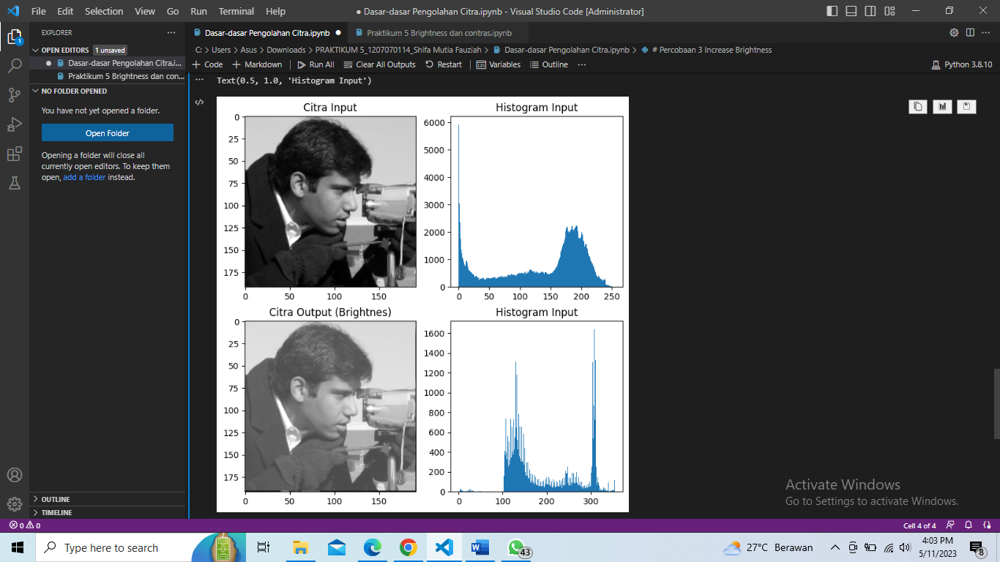 File Edit Selection View Go Run Terminal Help
● Dasar-dasar Pengolahan Citra.ipynb - Visual Studio Code [Administrator]
EXPLORER
Dasar-dasar Pengolahan Citra.ipynb ●
Praktikum 5 Brightness dan contras.ipynb
OPEN EDITORS 1 unsaved
● Dasar-dasar Pengolahan Citra.i...
Praktikum 5 Brightness dan con...
C: > Users > Asus > Downloads > PRAKTIKUM 5_1207070114_Shifa Mutia Fauziah > Dasar-dasar Pengolahan Citra.ipynb > # Percobaan 3 Increase Brightness
+ Code + Markdown Run All Clear All Outputs Restart Variables Outline ...
Python 3.8.10
NO FOLDER OPENED
You have not yet opened a folder.
Open Folder
Opening a folder will close all
currently open editors. To keep them
open, add a folder instead.
1
Text(0.5, 1.0, 'Histogram Input')
Citra Input
0
25
50
75
100
125
150
175
0 50 100 150
Histogram Input
6000
5000
4000
3000
2000
1000
0
0 50 100 150 200 250
Citra Output (Brightnes)
0
25
50
75
100
125
150
175
0 50 100 150
Histogram Input
1600
1400
1200
1000
800
600
400
200
0
0 100 200 300
Activate Windows
Go to Settings to activate Windows.
OUTLINE
TIMELINE
0 0
Cell 4 of 4
Type here to search
43
27°C Berawan
4:03 PM
5/11/2023
8